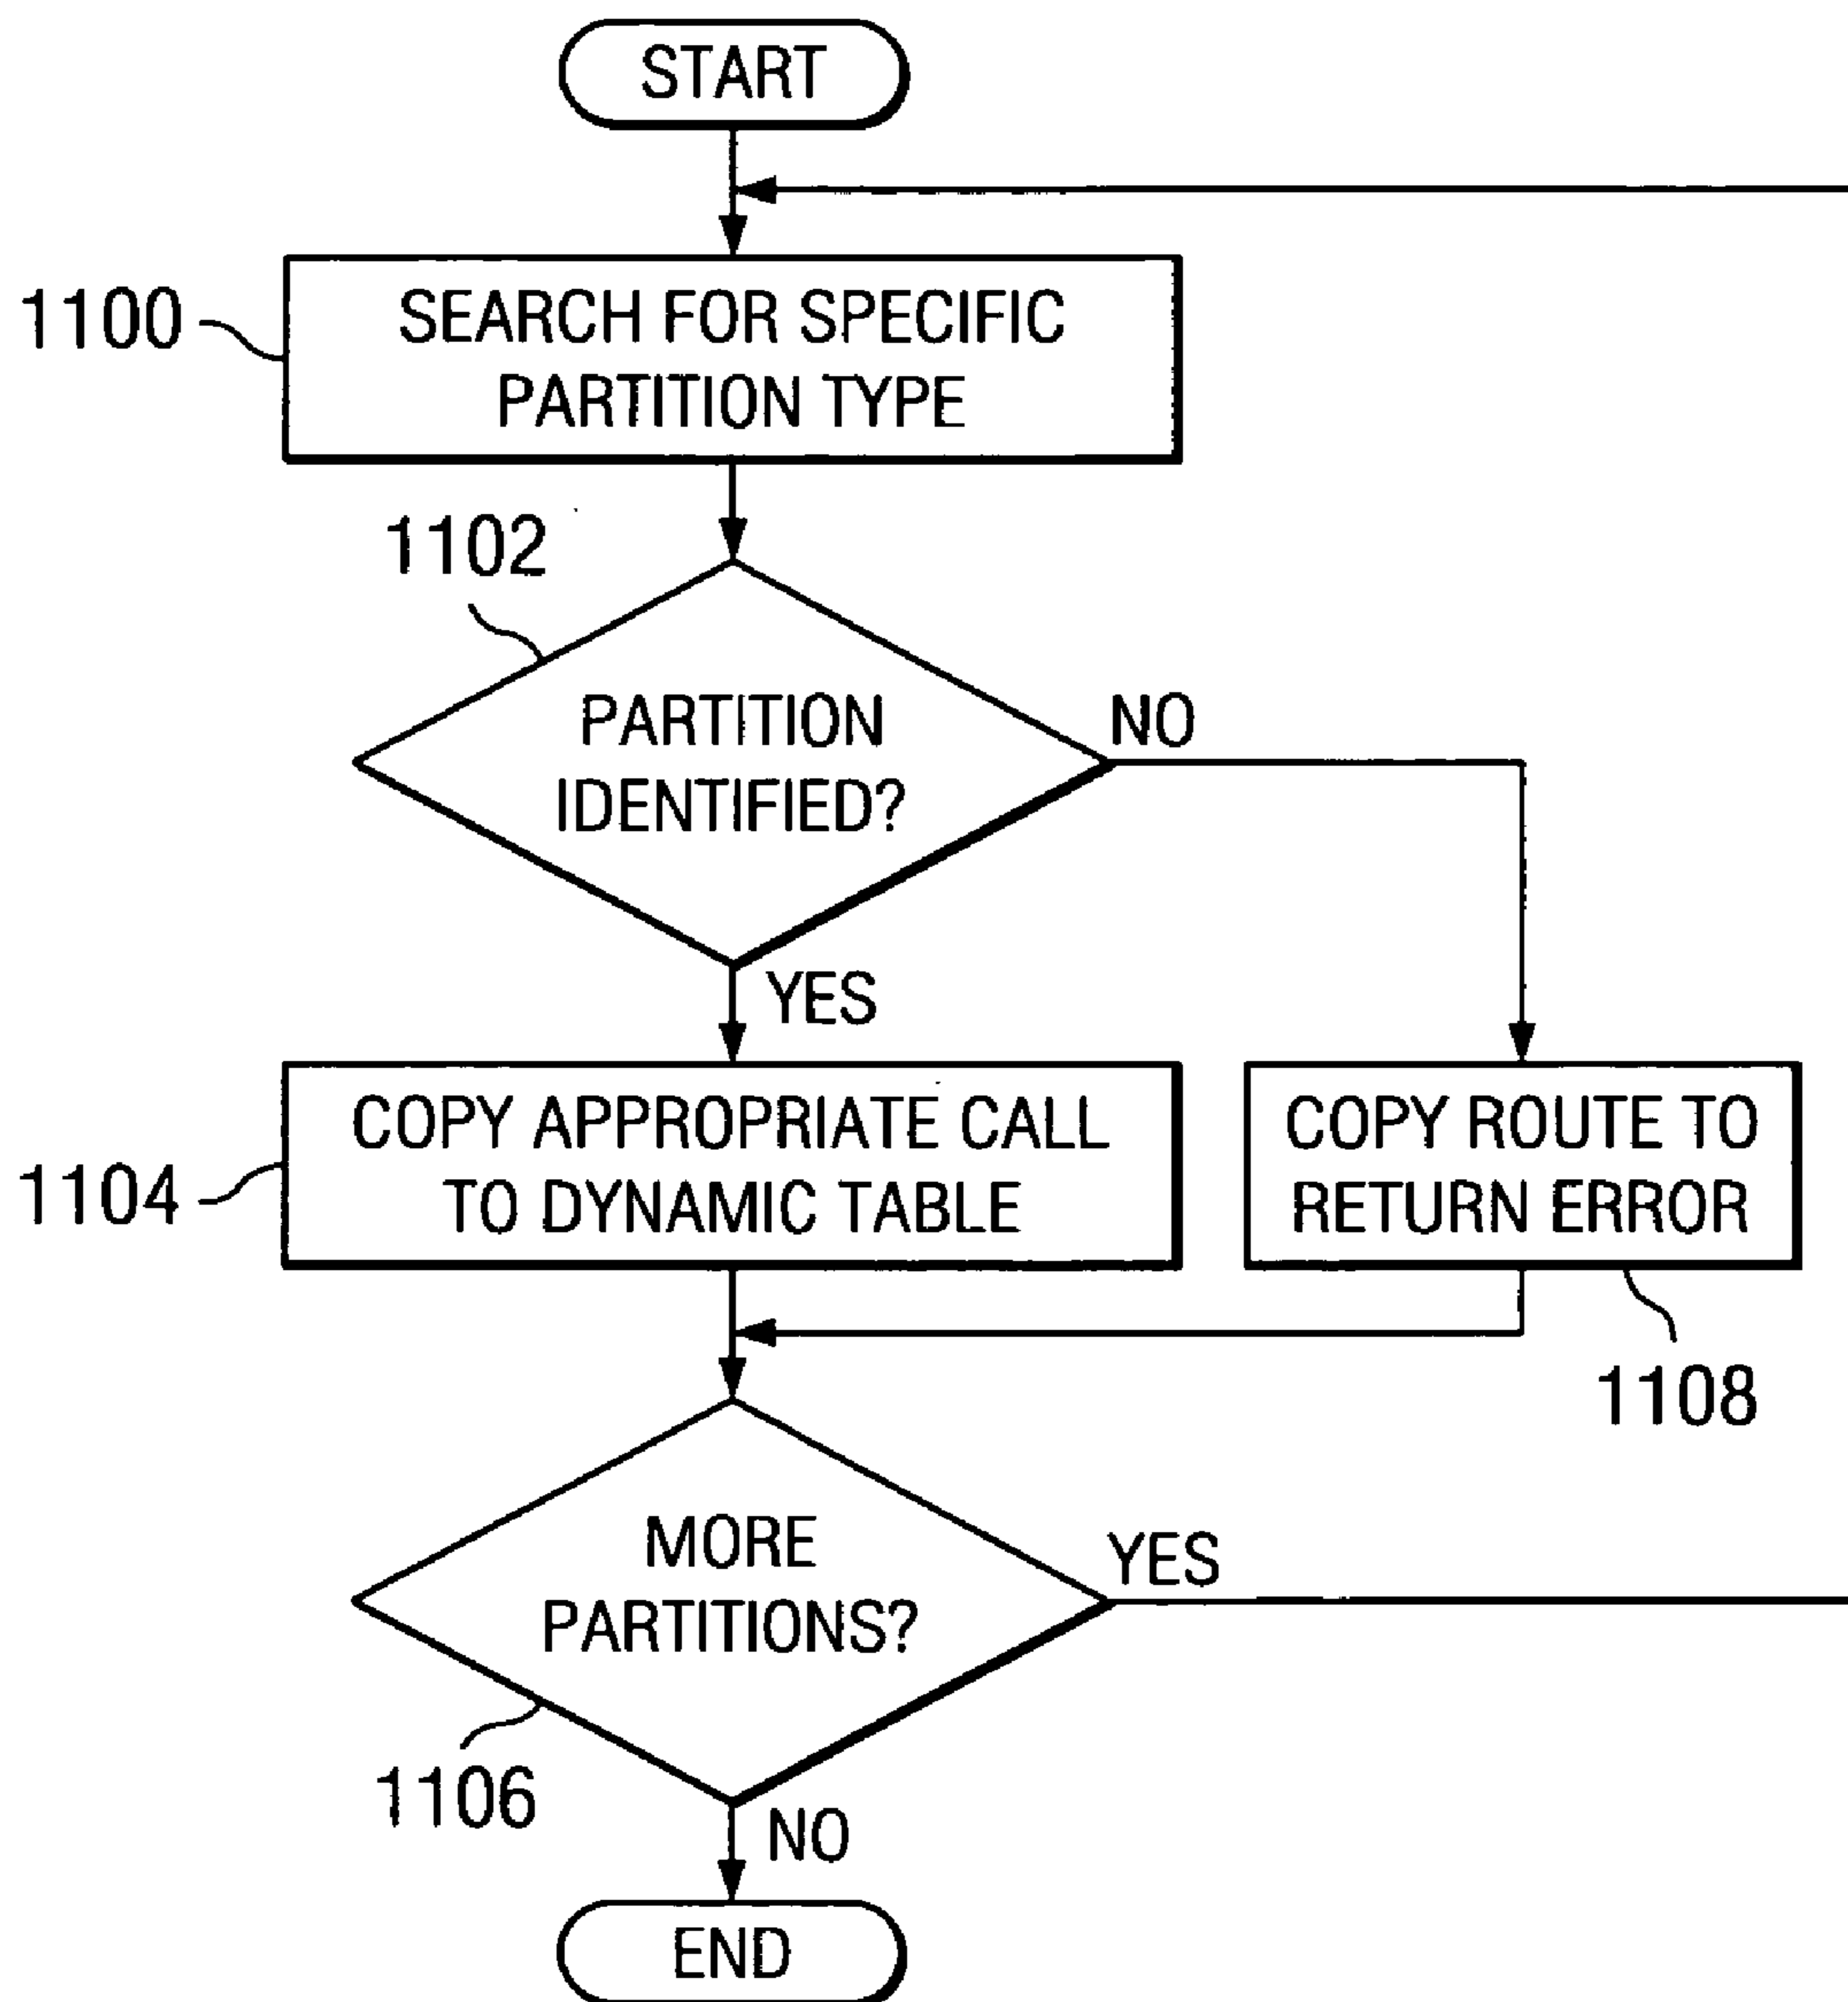 START
1100
SEARCH FOR SPECIFIC
PARTITION TYPE
1102
PARTITION
IDENTIFIED?
NO
YES
1104
COPY APPROPRIATE CALL
TO DYNAMIC TABLE
COPY ROUTE TO
RETURN ERROR
1108
MORE
PARTITIONS?
YES
1106
NO
END